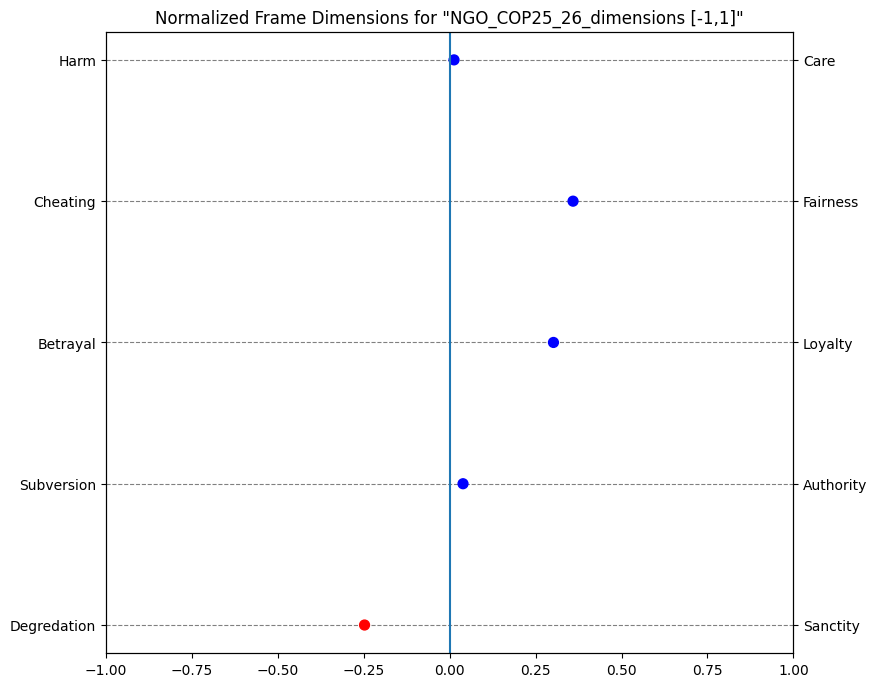 Normalized Frame Dimensions for "NGO_COP25_26_dimensions [-1,1]"
Harm Care
Cheating Fairness
Betrayal Loyalty
Subversion Authority
Degredation Sanctity
−1.00 −0.75 −0.50 −0.25 0.00 0.25 0.50 0.75 1.00